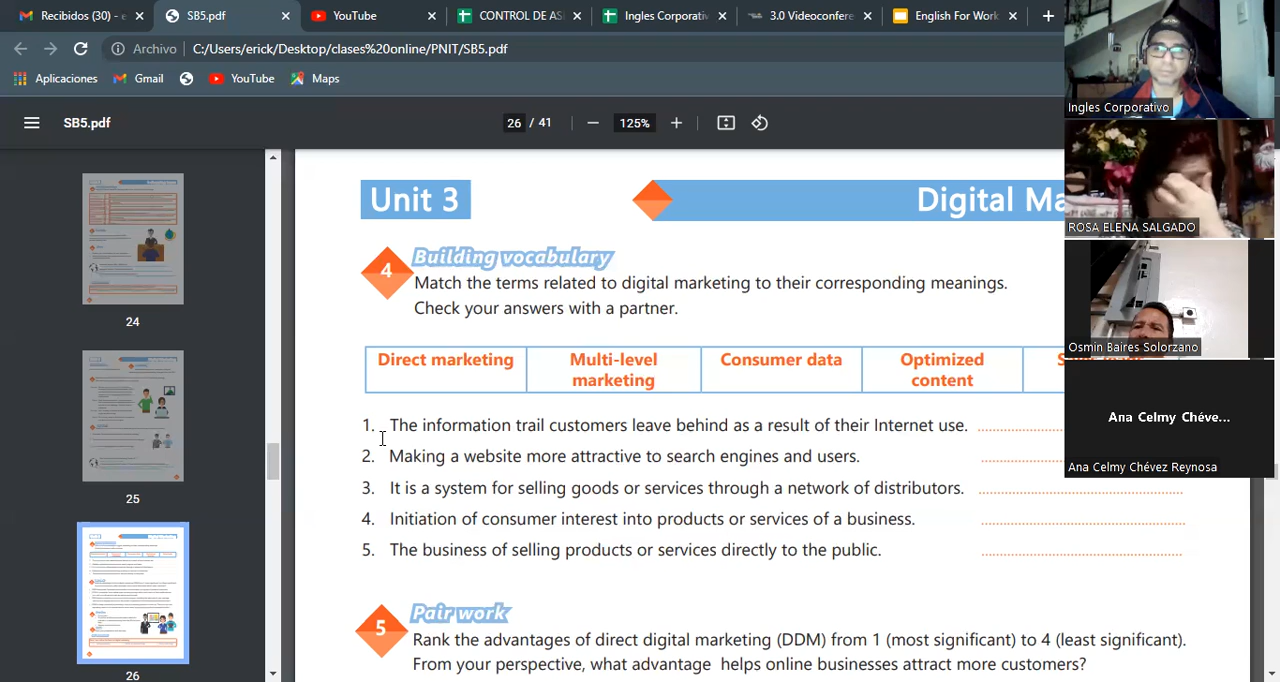 Recibidos (30) - e
SB5.pdf
YouTube
CONTROL DE AS
Ingles Corporativ
3.0 Videoconfere
English For Work
Archivo
C:/Users/erick/Desktop/clases%20online/PNIT/SB5.pdf
Aplicaciones
Gmail
YouTube
Maps
SB5.pdf
26 / 41
125%
Ingles Corporativo
ROSA ELENA SALGADO
Osmin Baires Solorzano
Ana Celmy Chéve...
Ana Celmy Chávez Reynosa
24
25
26
Unit 3
Digital Ma
4
Building vocabulary
Match the terms related to digital marketing to their corresponding meanings.
Check your answers with a partner.
Direct marketing
Multi-level
marketing
Consumer data
Optimized
content
1. The information trail customers leave behind as a result of their Internet use.
2. Making a website more attractive to search engines and users.
3. It is a system for selling goods or services through a network of distributors.
4. Initiation of consumer interest into products or services of a business.
5. The business of selling products or services directly to the public.
5
Pair work
Rank the advantages of direct digital marketing (DDM) from 1 (most significant) to 4 (least significant).
From your perspective, what advantage helps online businesses attract more customers?